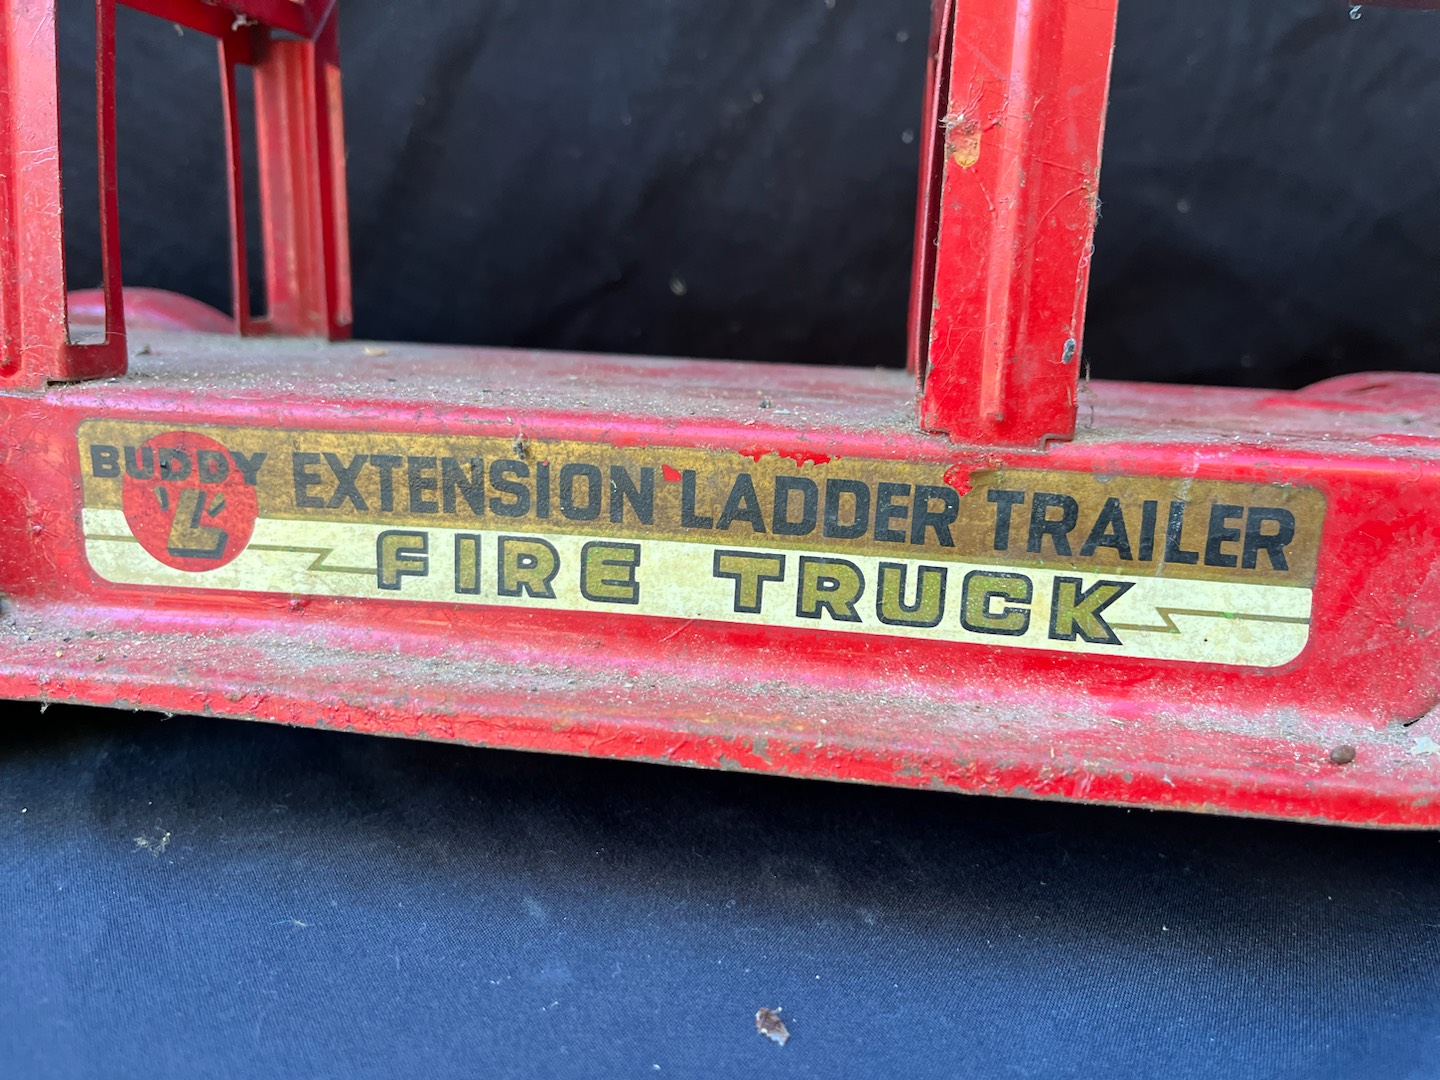 BUDDY "L" EXTENSION LADDER TRAILER
FIRE TRUCK